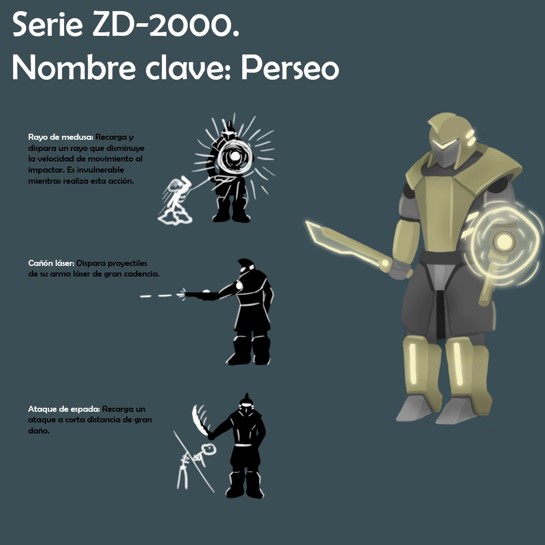 Serie ZD-2000.
Nombre clave: Perseo
Rayo de medusa: Recarga y
dispara un rayo que disminuye
la velocidad de movimiento al
impactar. Es invulnerable
mientra realiza esta acción.
Cañón láser: Dispara proyectiles
de su arma láser de gran cadencia.
Ataque de espada: Recarga un
ataque a corta distancia de gran
daño.